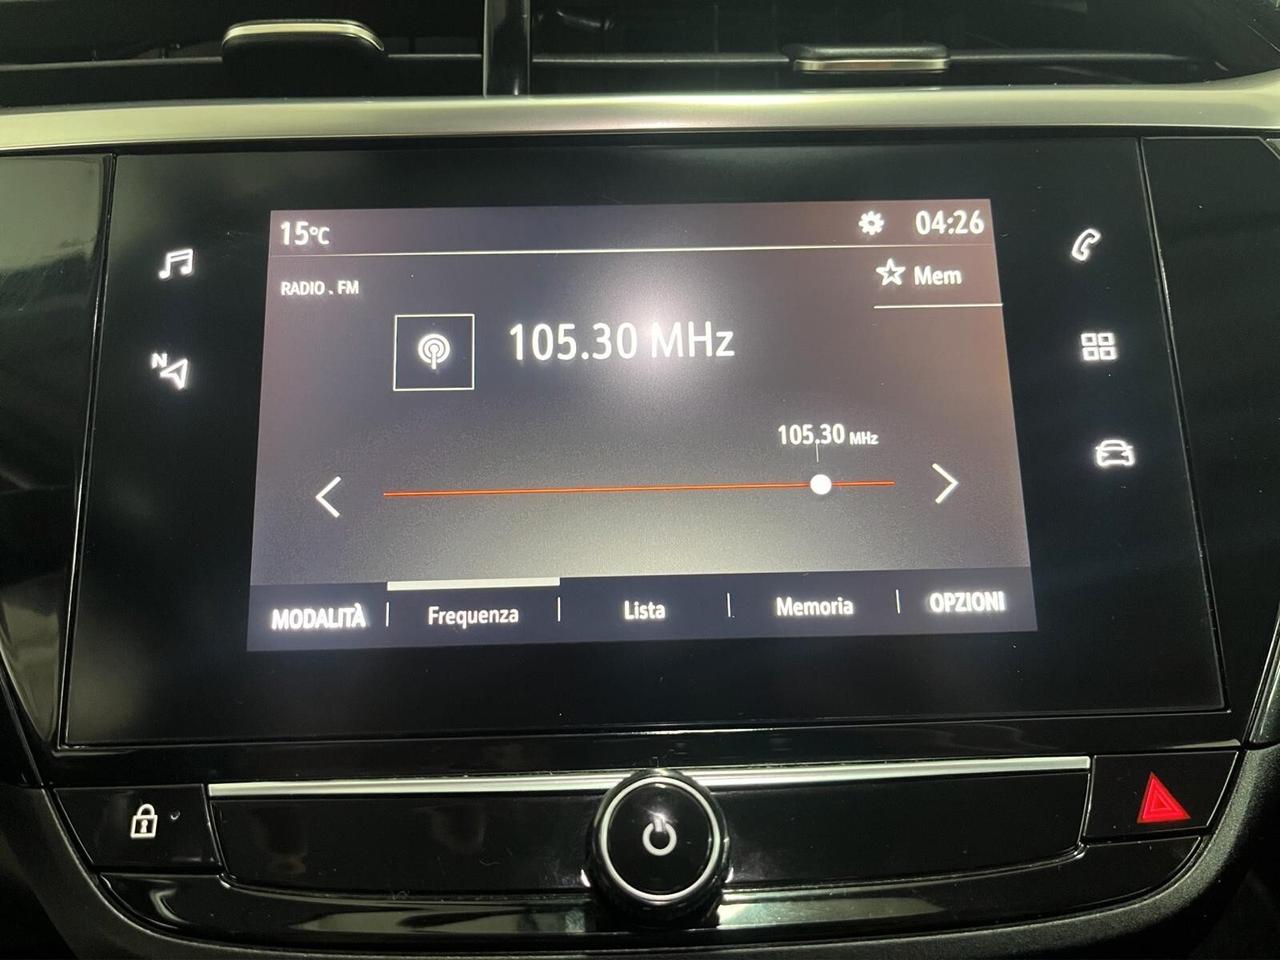 15°C 04:26
RADIO . FM
Mem
105.30 MHz
105.30 MHz
N
MODALITÀ Frequenza Lista Memoria OPZIONI